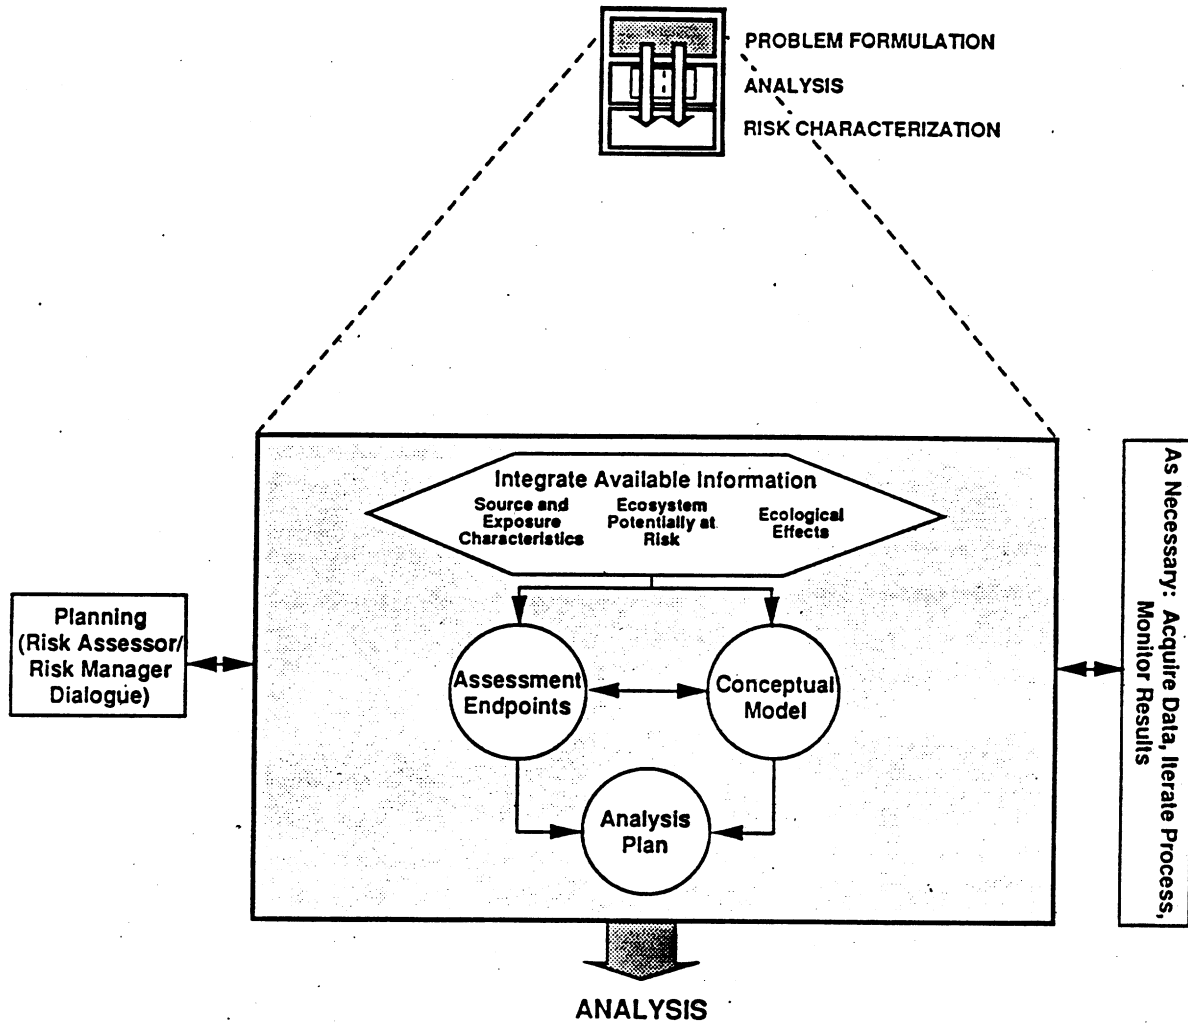 PROBLEM FORMULATION
ANALYSIS
RISK CHARACTERIZATION
Integrate Available Information
Source and
Exposure
Characteristics
Ecosystem
Potentially at
Risk
Ecological
Effects
Planning
(Risk Assessor/
Risk Manager
Dialogue)
Assessment
Endpoints
Conceptual
Model
Analysis
Plan
As Necessary: Acquire Data, Iterate Process,
Monitor Results
ANALYSIS